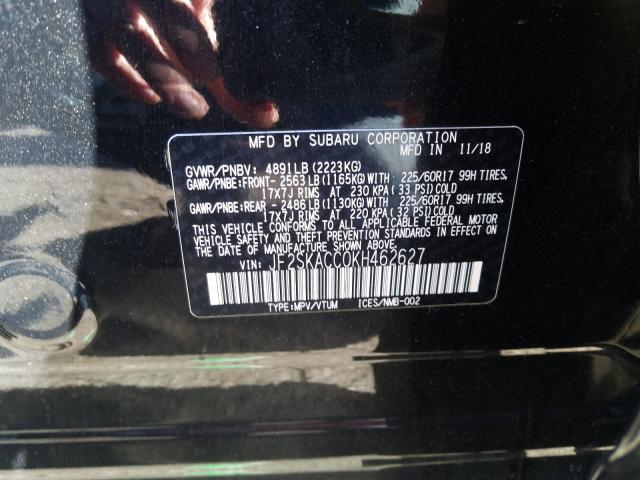 MFD BY SUBARU CORPORATION
MFD IN 11/18
GVWR/PNBV: 4891LB (2223KG)
GAWR/PNBE:FRONT- 2563LB (1165KG)WITH 225/60R17 99H TIRES,
17x7J RIMS AT 230 KPA (33 PSI)COLD
GAWR/PNBE:REAR - 2486LB (1130KG)WITH 225/60R17 99H TIRES,
17x7J RIMS AT 220 KPA (32 PSI)COLD
THIS VEHICLE CONFORMS TO ALL APPLICABLE FEDERAL MOTOR
VEHICLE SAFETY, BUMPER, AND THEFT PREVENTION STANDARDS IN EFFECT ON THE
DATE OF MANUFACTURE SHOWN ABOVE.
VIN: JF2SKACC0KH462627
TYPE:MPV/VTUM ICES/NMB-002